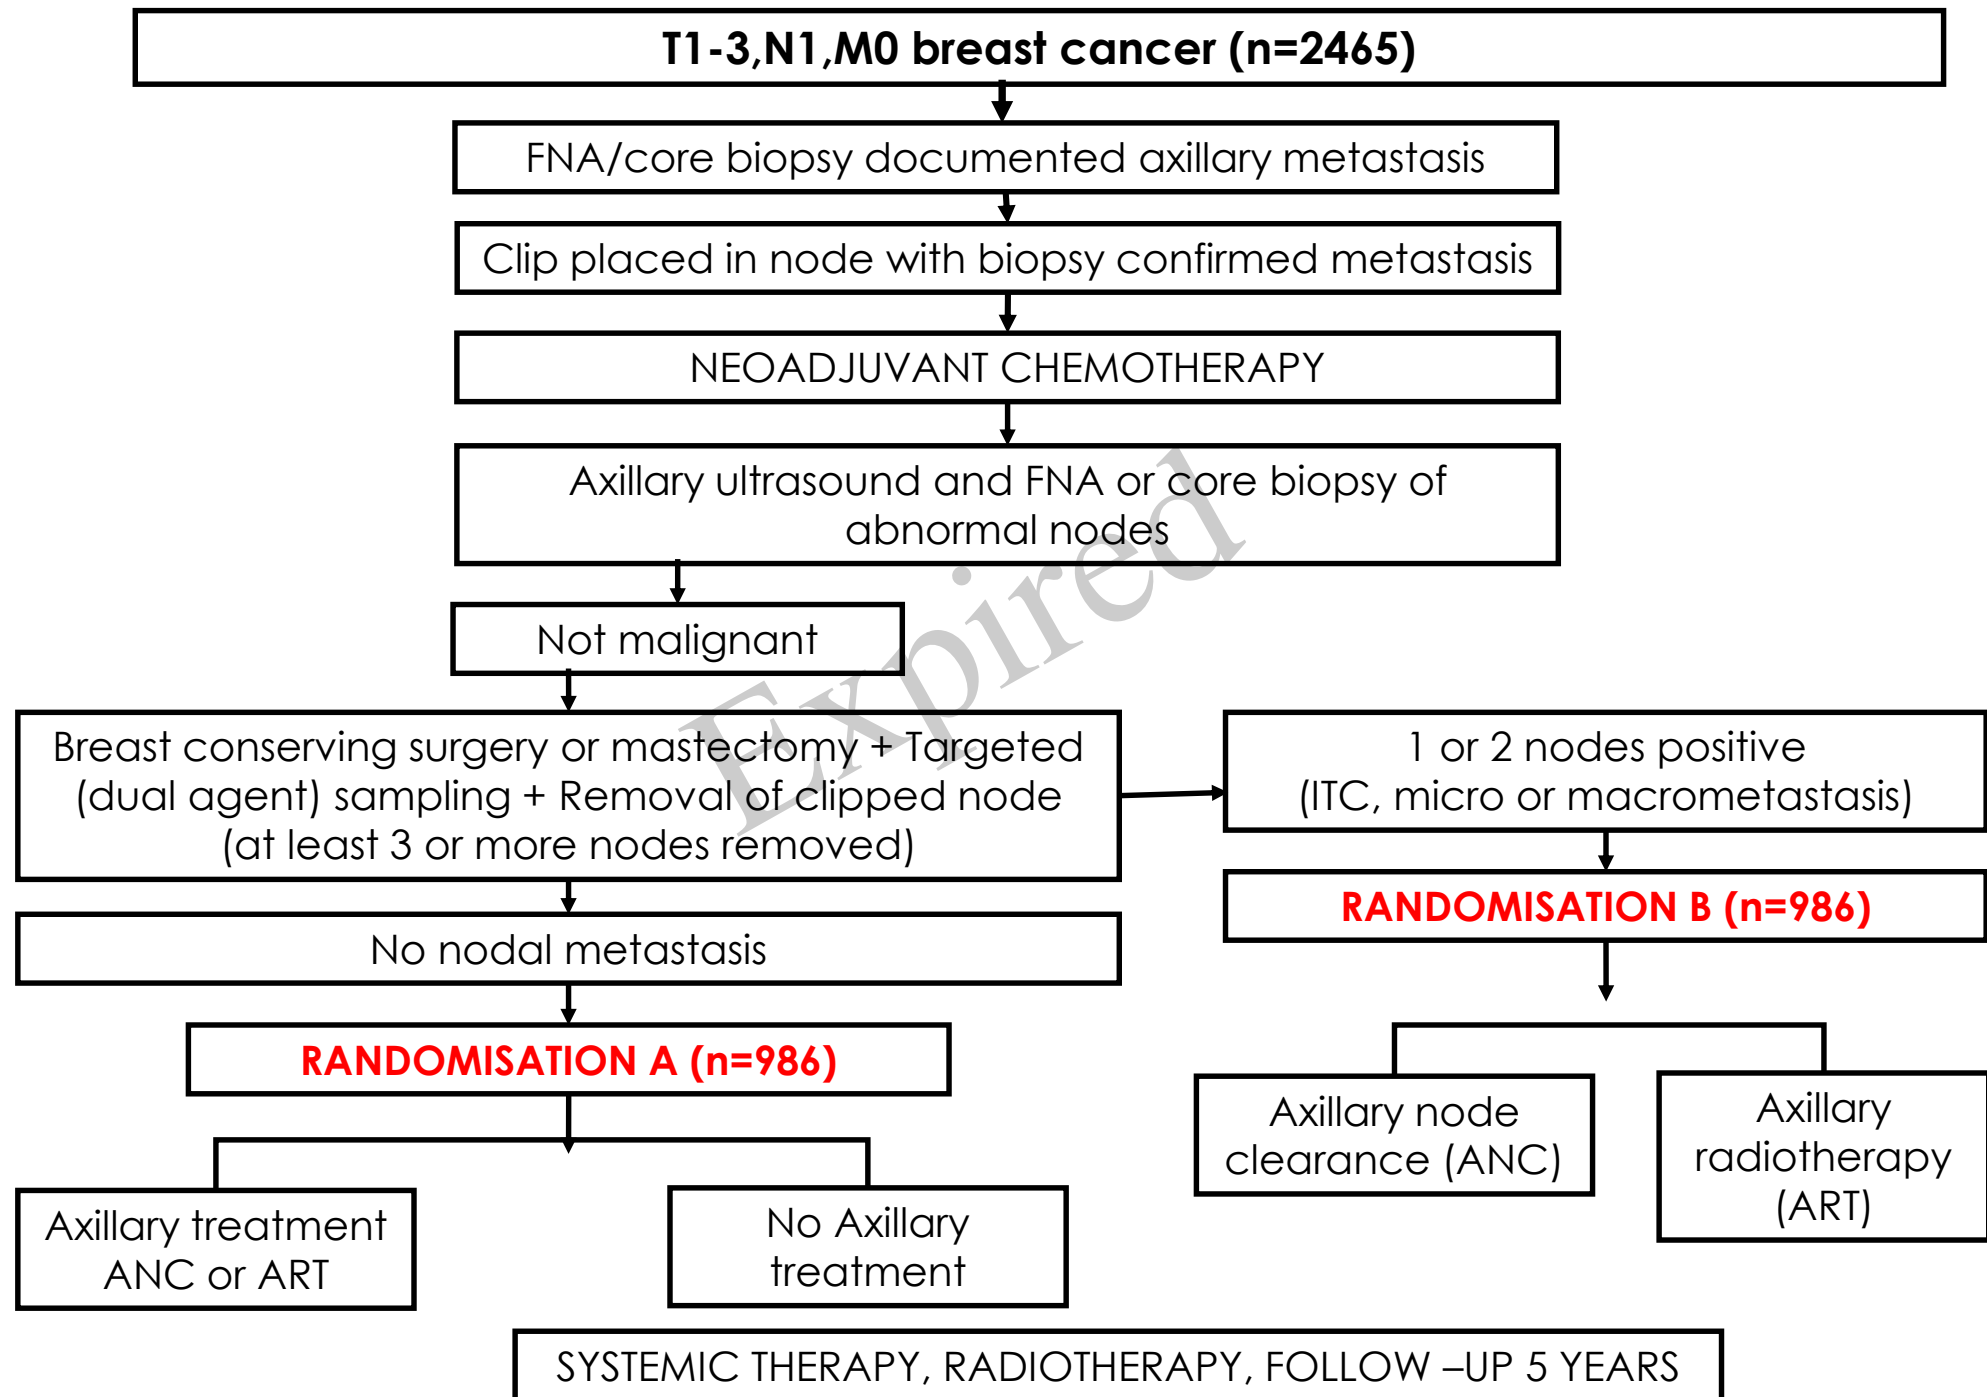 T1-3,N1,M0 breast cancer (n=2465)
FNA/core biopsy documented axillary metastasis
Clip placed in node with biopsy confirmed metastasis
NEOADJUVANT CHEMOTHERAPY
Axillary ultrasound and FNA or core biopsy of
abnormal nodes
Not malignant
Breast conserving surgery or mastectomy + Targeted
(dual agent) sampling + Removal of clipped node
(at least 3 or more nodes removed)
1 or 2 nodes positive
(ITC, micro or macrometastasis)
No nodal metastasis
RANDOMISATION B (n=986)
RANDOMISATION A (n=986)
Axillary node
clearance (ANC)
Axillary
radiotherapy
(ART)
Axillary treatment
ANC or ART
No Axillary
treatment
SYSTEMIC THERAPY, RADIOTHERAPY, FOLLOW –UP 5 YEARS
Expired